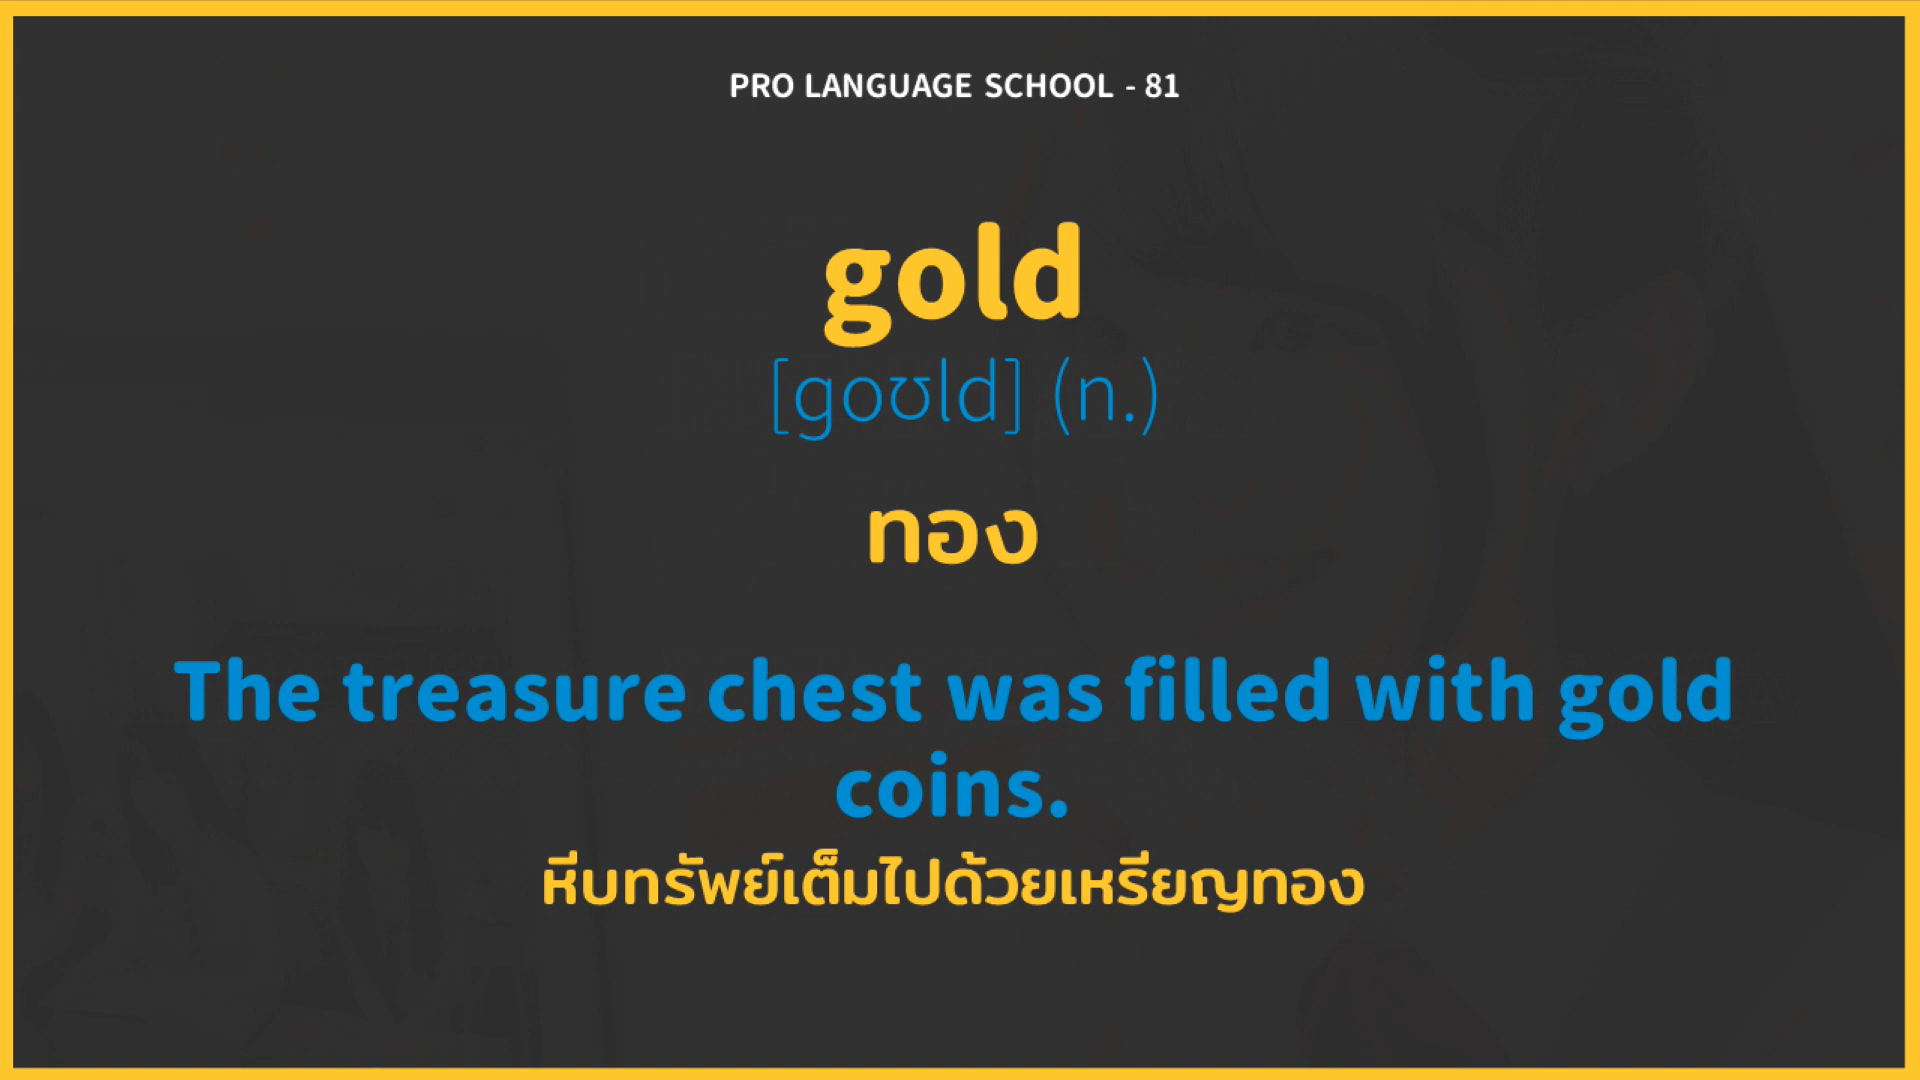 PRO LANGUAGE SCHOOL - 81
gold
[goʊld] (n.)
ทอง
The treasure chest was filled with gold
coins.
หีบทรัพย์เต็มไปด้วยเหรียญทอง